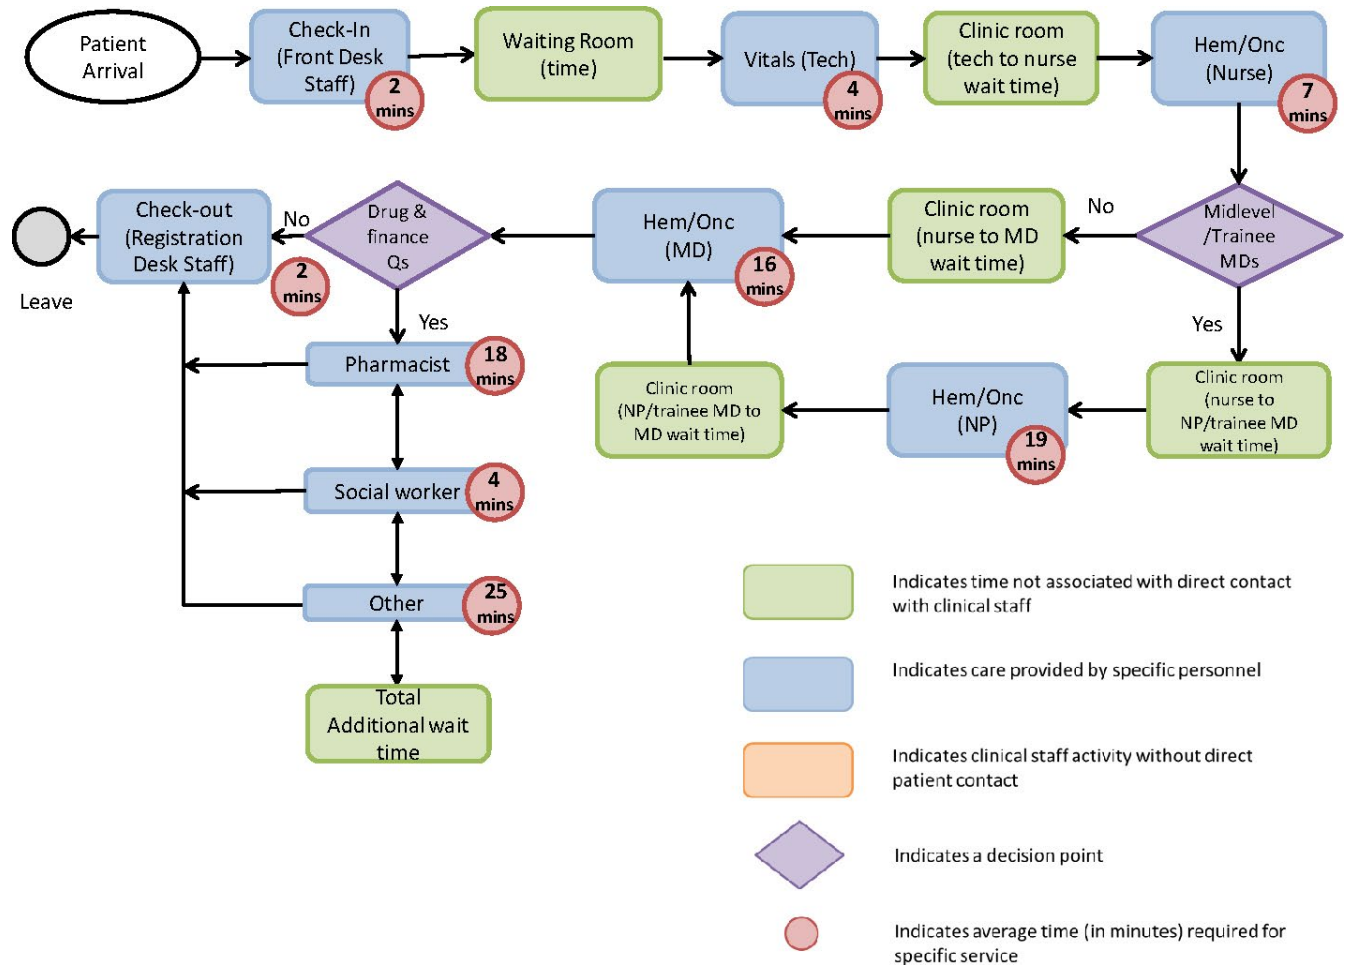 Patient
Arrival
Check-In
(Front Desk
Staff)
2
mins
Waiting Room
(time)
Vitals (Tech)
4
mins
Clinic room
(tech to nurse
wait time)
Hem/Onc
(Nurse)
7
mins
Midlevel
/Trainee
MDs
No
Clinic room
(nurse to MD
wait time)
Hem/Onc
(MD)
16
mins
Drug &
finance
Qs
No
Check-out
(Registration
Desk Staff)
2
mins
Leave
Yes
Clinic room
(nurse to
NP/trainee MD
wait time)
Hem/Onc
(NP)
19
mins
Clinic room
(NP/trainee MD to
MD wait time)
Yes
Pharmacist
18
mins
Social worker
4
mins
Other
25
mins
Total
Additional wait
time
Indicates time not associated with direct contact
with clinical staff
Indicates care provided by specific personnel
Indicates clinical staff activity without direct
patient contact
Indicates a decision point
Indicates average time (in minutes) required for
specific service